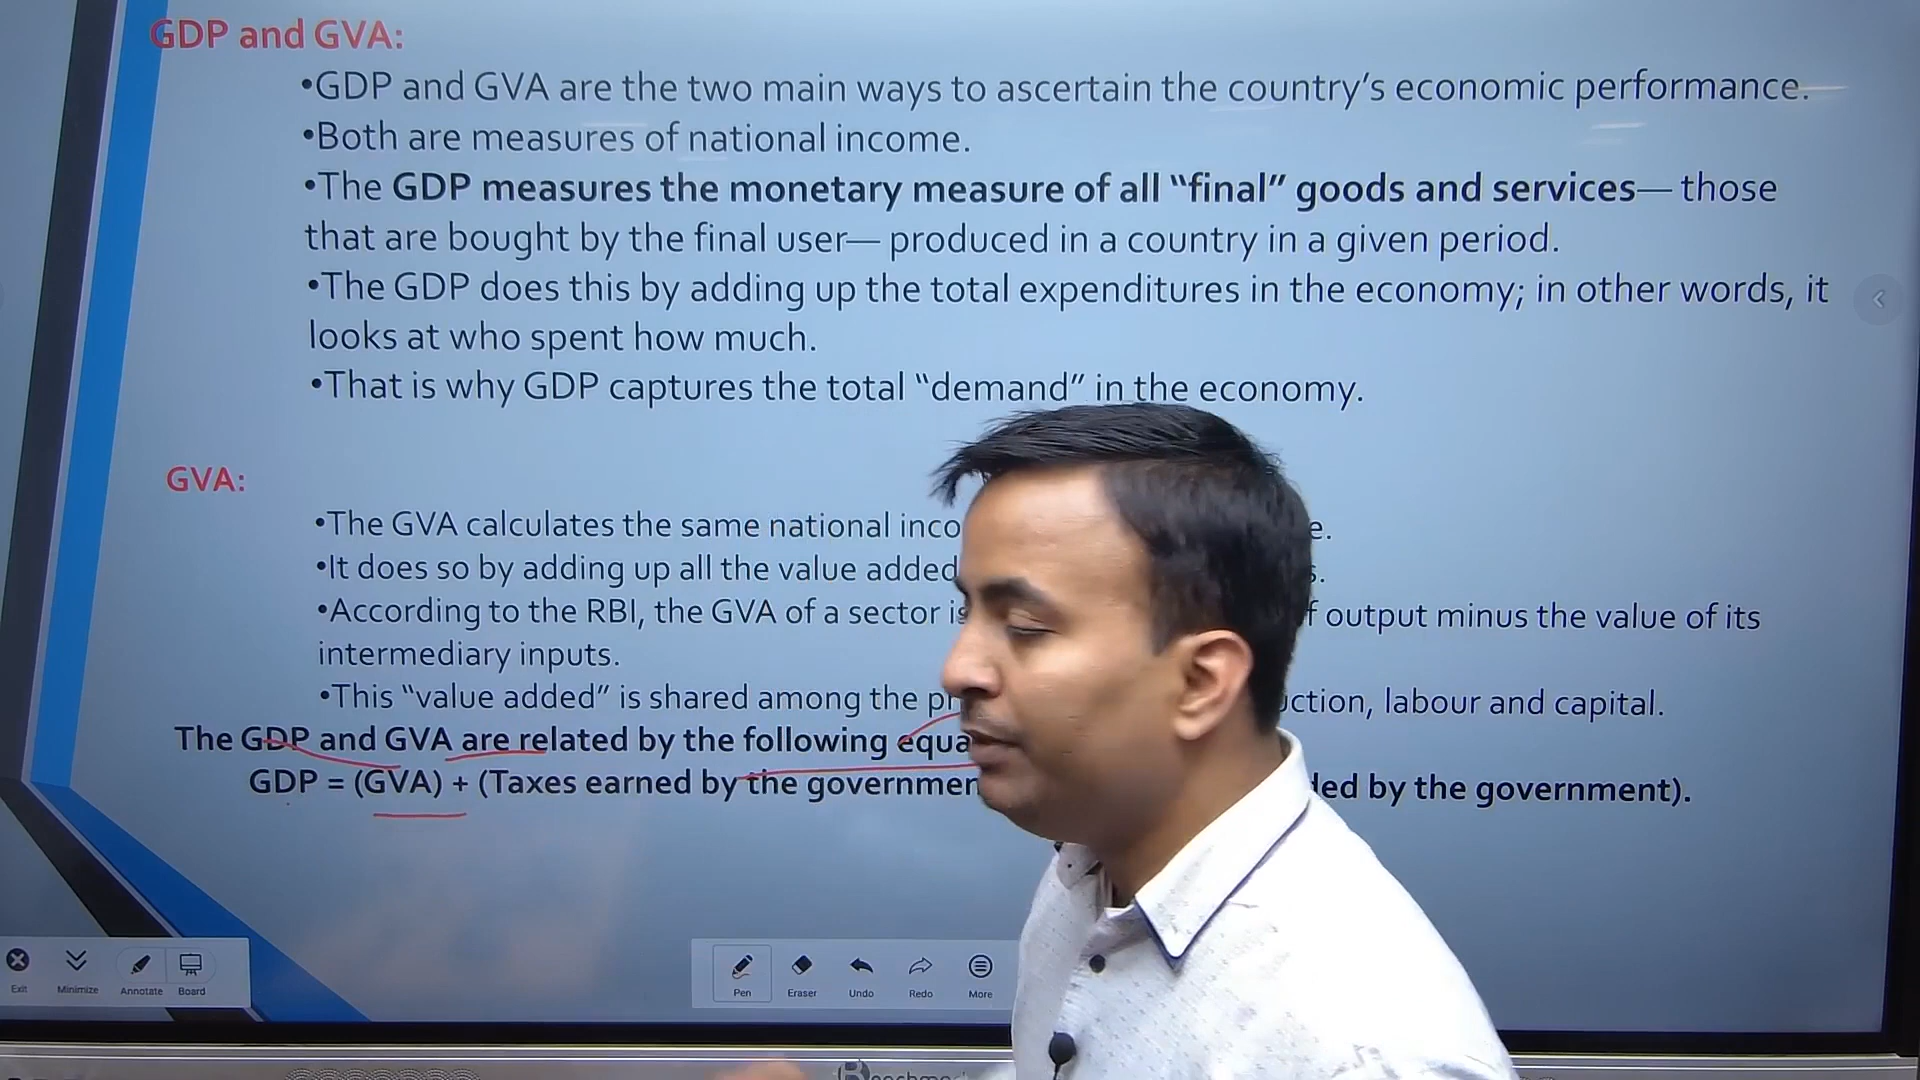 GDP and GVA:
•GDP and GVA are the two main ways to ascertain the country's economic performance.
•Both are measures of national income.
•The GDP measures the monetary measure of all “final” goods and services— those
that are bought by the final user— produced in a country in a given period.
•The GDP does this by adding up the total expenditures in the economy; in other words, it
looks at who spent how much.
•That is why GDP captures the total “demand” in the economy.
GVA:
•The GVA calculates the same national
•It does so by adding up all the value added
•According to the RBI, the GVA of a sector output minus the value of its
intermediary inputs.
•This “value added” is shared among the labour and capital.
The GDP and GVA are related by the following
GDP = (GVA) + (Taxes earned by the by the government).
Exit Minimize Annotate Board Pen Eraser Undo Redo More